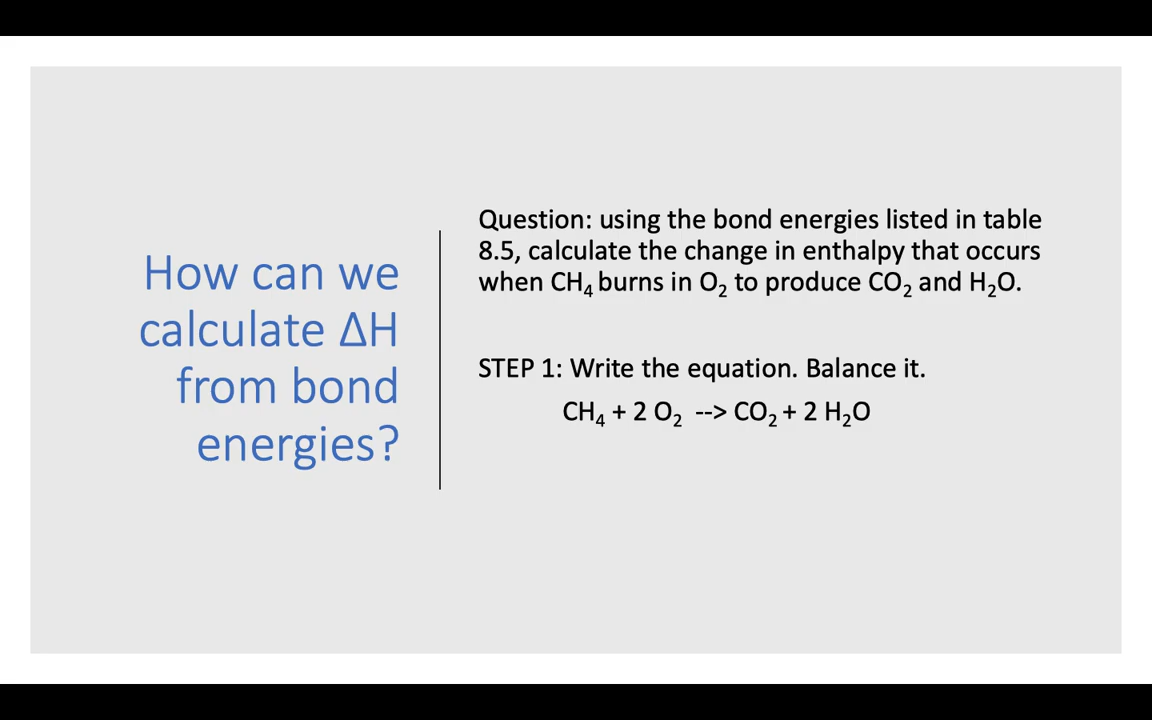 How can we
calculate ΔH
from bond
energies?
Question: using the bond energies listed in table
8.5, calculate the change in enthalpy that occurs
when CH₄ burns in O₂ to produce CO₂ and H₂O.
STEP 1: Write the equation. Balance it.
CH₄ + 2 O₂ --> CO₂ + 2 H₂O